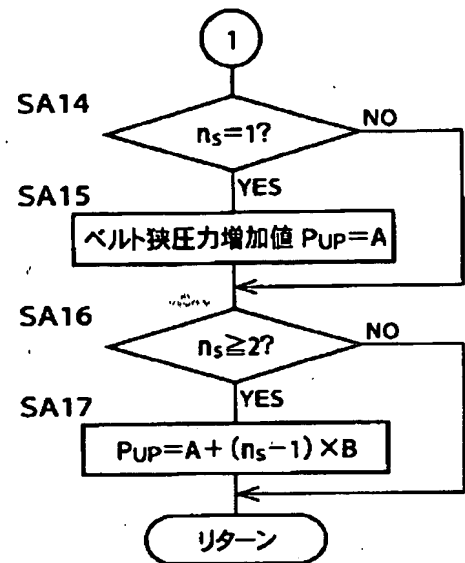 1
SA14
nS=1?
NO
YES
SA15
ベルト狭圧力増加値 PUP=A
SA16
nS≧2?
NO
YES
SA17
PUP=A+(nS−1)×B
リターン